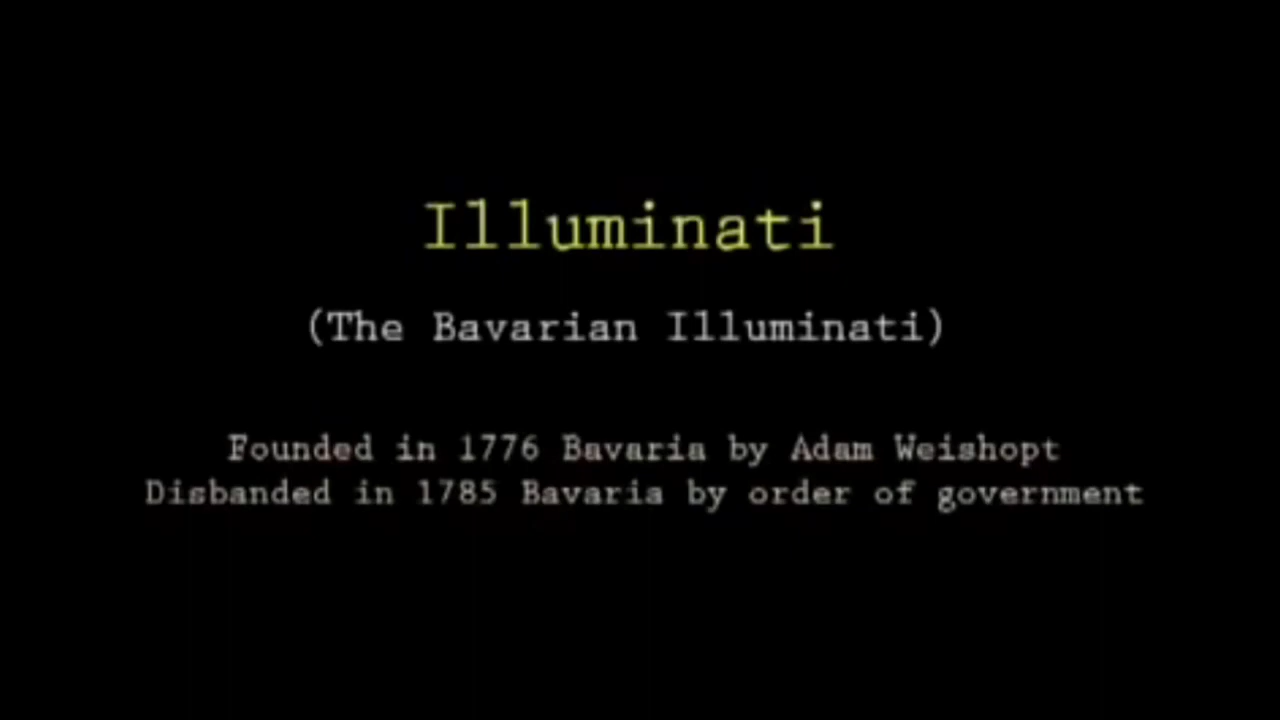 Illuminati
(The Bavarian Illuminati)
Founded in 1776 Bavaria by Adam Weishopt
Disbanded in 1785 Bavaria by order of government